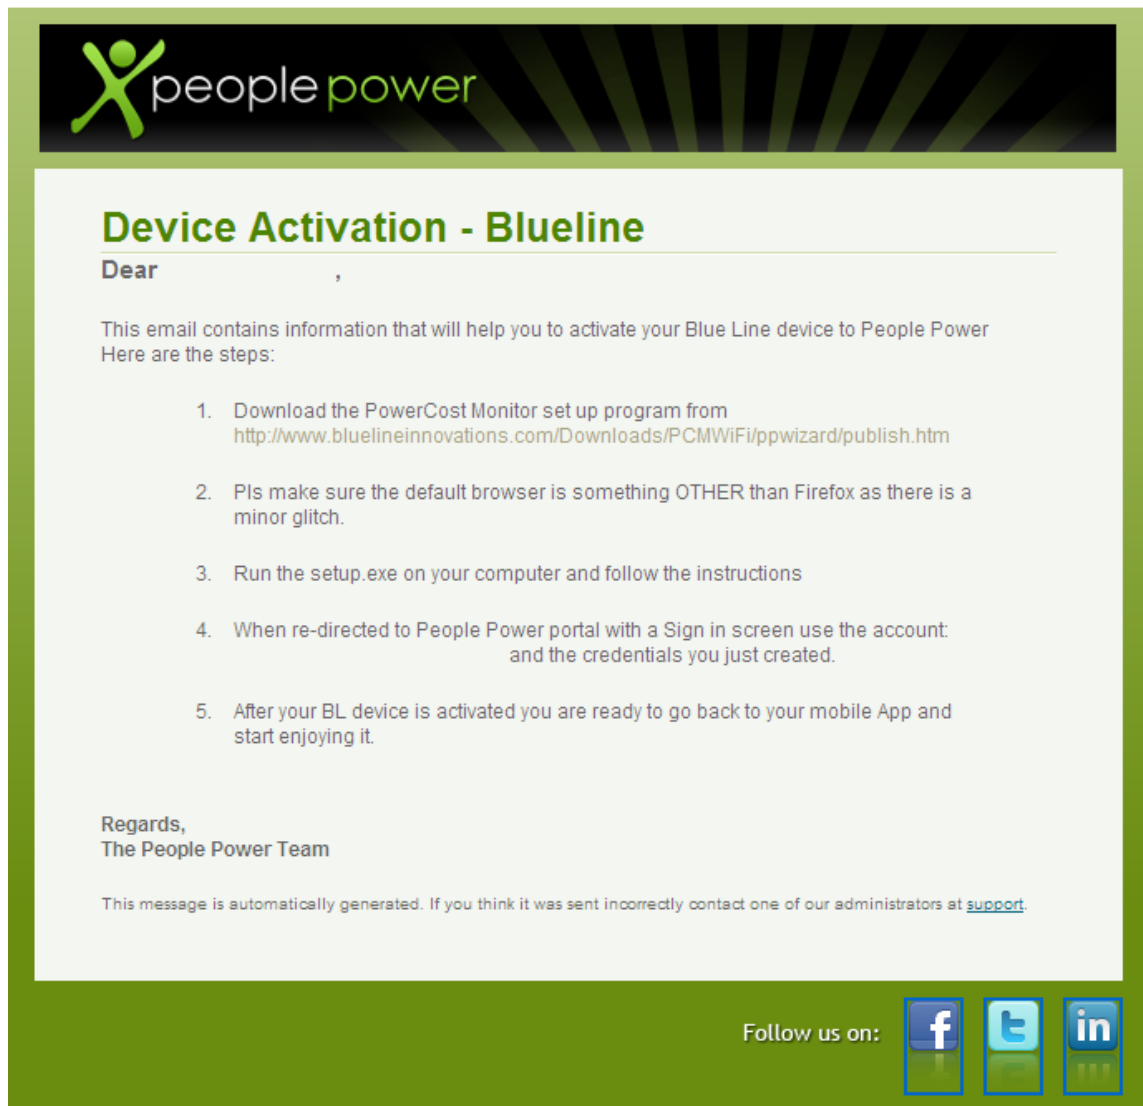 people power
Device Activation - Blueline
Dear ,
This email contains information that will help you to activate your Blue Line device to People Power
Here are the steps:
1. Download the PowerCost Monitor set up program from
http://www.bluelineinnovations.com/Downloads/PCMWiFi/ppwizard/publish.htm
2. Pls make sure the default browser is something OTHER than Firefox as there is a
minor glitch.
3. Run the setup.exe on your computer and follow the instructions
4. When re-directed to People Power portal with a Sign in screen use the account:
and the credentials you just created.
5. After your BL device is activated you are ready to go back to your mobile App and
start enjoying it.
Regards,
The People Power Team
This message is automatically generated. If you think it was sent incorrectly contact one of our administrators at support.
Follow us on: f t in